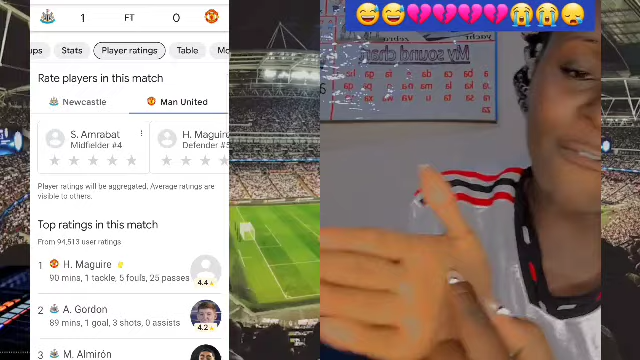 1 FT 0
ups Stats Player ratings Table Mo
Rate players in this match
Newcastle Man United
S. Amrabat
Midfielder #4
H. Maguire
Defender #5
Player ratings will be aggregated. Average ratings are
visible to others.
Top ratings in this match
From 94,513 user ratings
1 H. Maguire
90 mins, 1 tackle, 5 fouls, 25 passes
4.4
2 A. Gordon
89 mins, 1 goal, 3 shots, 0 assists
4.2
3 M. Almirón
My sound chart